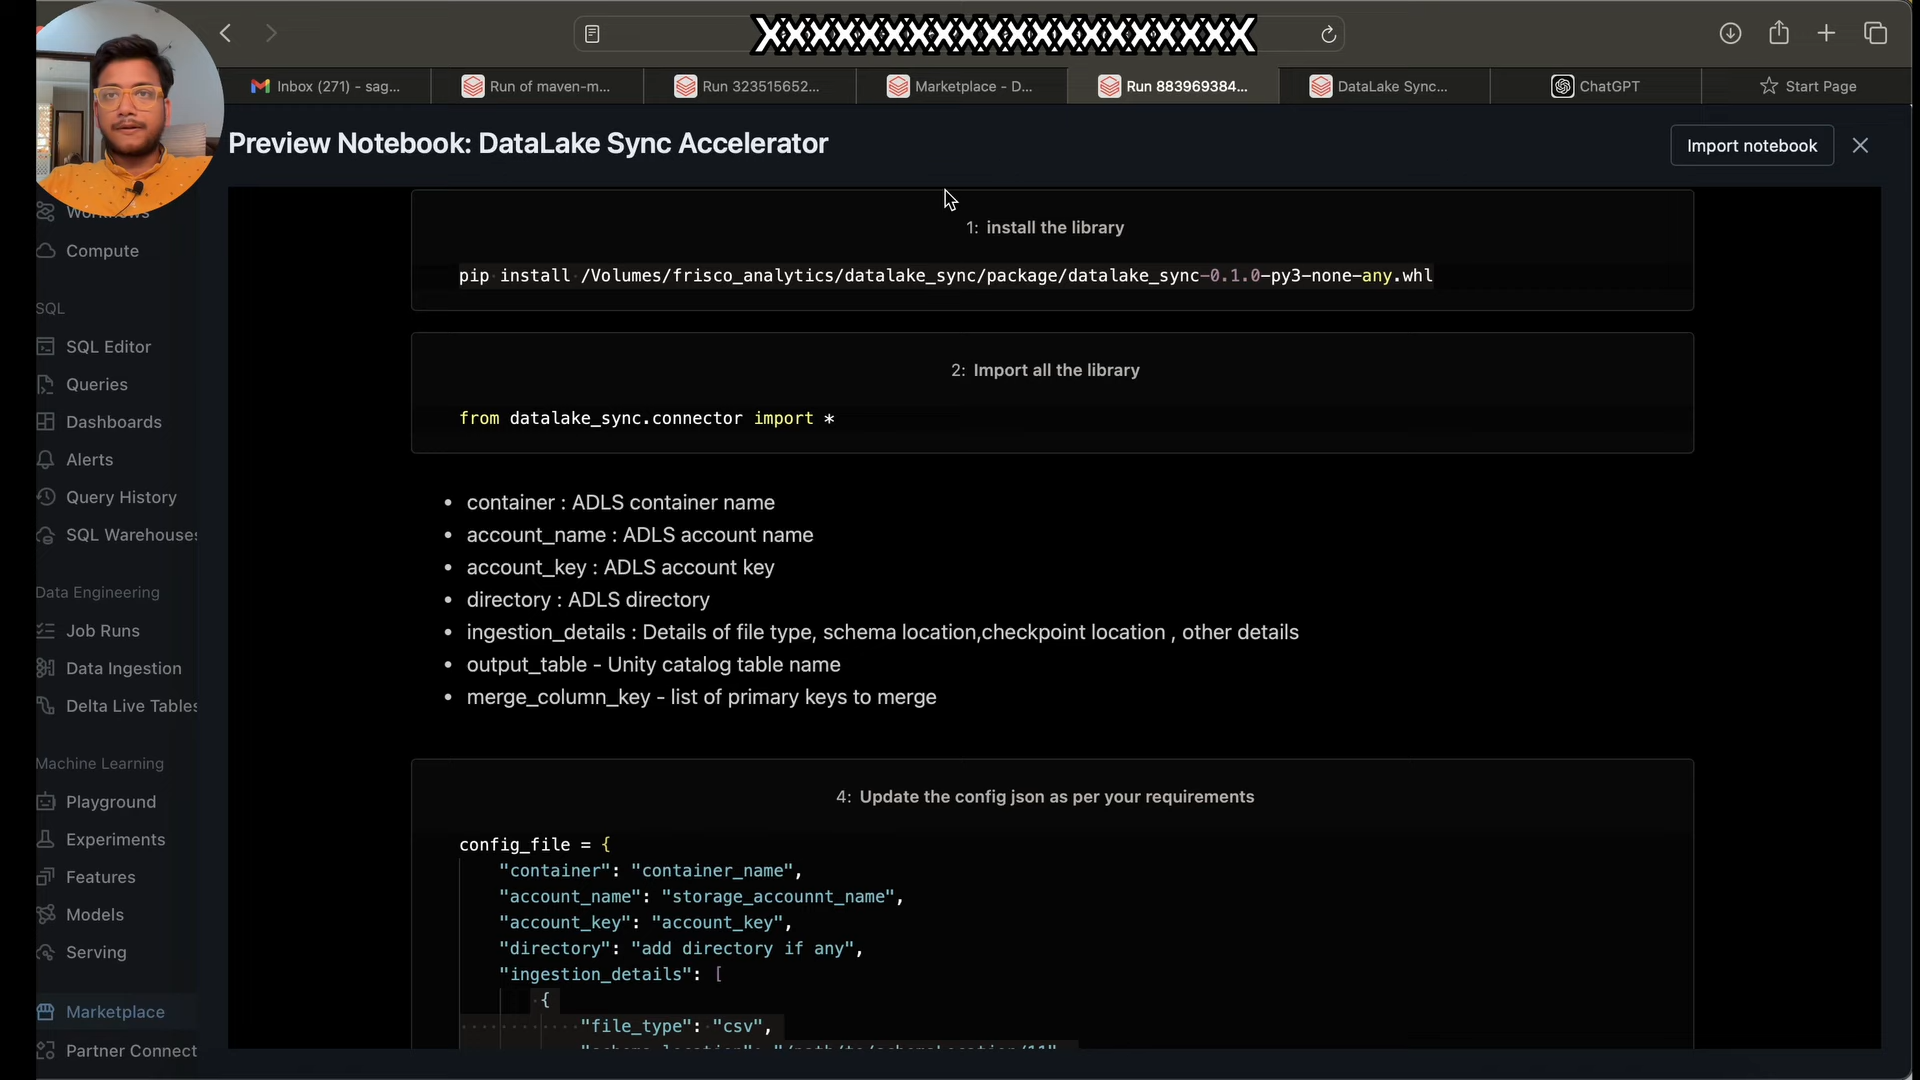 XXXXXXXXXXXXXXXXXXX
Inbox (271) - sag...
Run of maven-m...
Run 323515652...
Marketplace - D...
Run 883969384...
DataLake Sync...
ChatGPT
Start Page
Preview Notebook: DataLake Sync Accelerator
Import notebook
Workflows
Compute
SQL
SQL Editor
Queries
Dashboards
Alerts
Query History
SQL Warehouse
Data Engineering
Job Runs
Data Ingestion
Delta Live Tables
Machine Learning
Playground
Experiments
Features
Models
Serving
Marketplace
Partner Connect
1: install the library
pip install /Volumes/frisco_analytics/datalake_sync/package/datalake_sync-0.1.0-py3-none-any.whl
2: Import all the library
from datalake_sync.connector import *
• container : ADLS container name
• account_name : ADLS account name
• account_key : ADLS account key
• directory : ADLS directory
• ingestion_details : Details of file type, schema location,checkpoint location , other details
• output_table - Unity catalog table name
• merge_column_key - list of primary keys to merge
4: Update the config json as per your requirements
config_file = {
"container": "container_name",
"account_name": "storage_accounnt_name",
"account_key": "account_key",
"directory": "add directory if any",
"ingestion_details": [
{
"file_type": "csv",